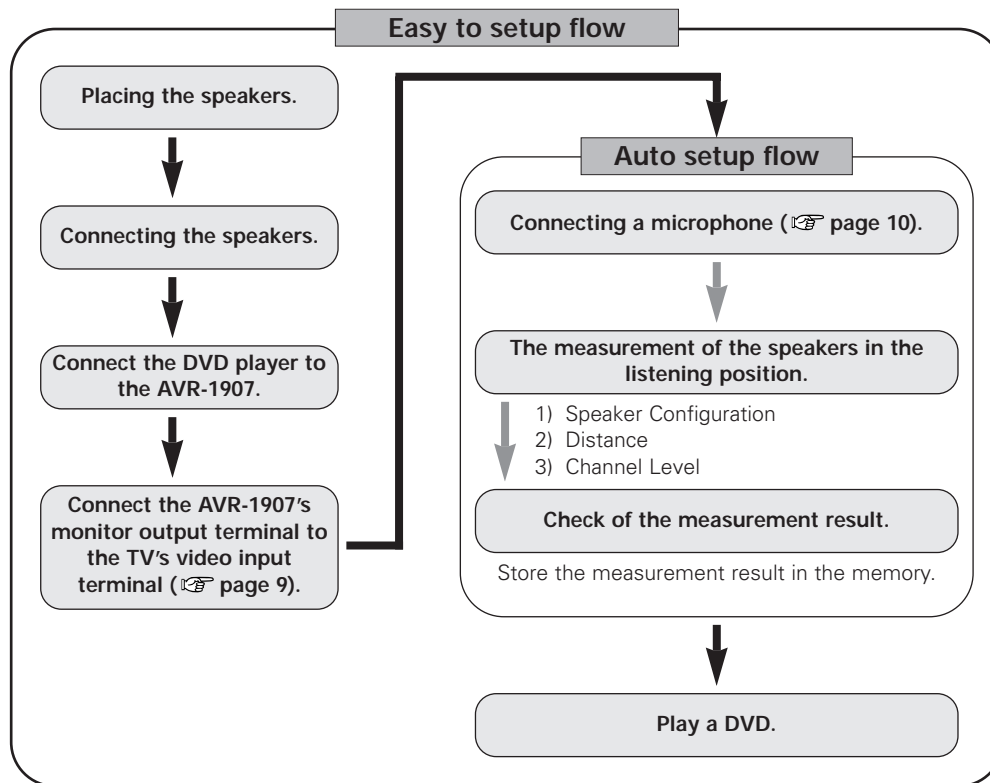 Easy to setup flow
Placing the speakers.
Connecting the speakers.
Connect the DVD player to
the AVR-1907.
Connect the AVR-1907's
monitor output terminal to
the TV's video input
terminal (☞ page 9).
Auto setup flow
Connecting a microphone (☞ page 10).
The measurement of the speakers in the
listening position.
1) Speaker Configuration
2) Distance
3) Channel Level
Check of the measurement result.
Store the measurement result in the memory.
Play a DVD.